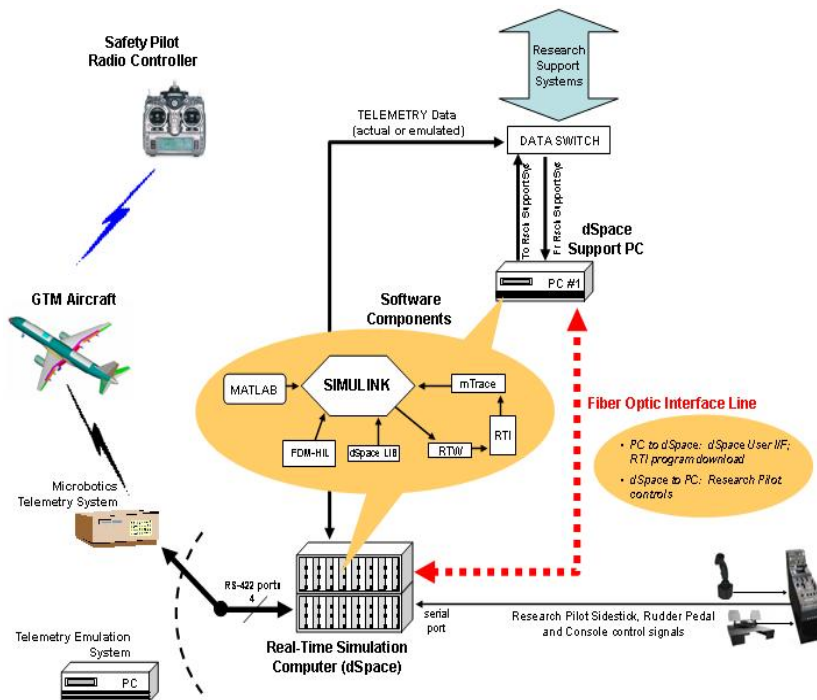 Safety Pilot
Radio Controller
Research
Support
Systems
TELEMETRY Data
(actual or emulated)
DATA SWITCH
To Rsch Support Sys
Fr Rsch Support Sys
dSpace
Support PC
PC #1
GTM Aircraft
Software
Components
MATLAB
SIMULINK
mTrace
FDM-HIL
dSpace LIB
RTW
RTI
Fiber Optic Interface Line
• PC to dSpace: dSpace User I/F;
RTI program download
• dSpace to PC: Research Pilot
controls
Microbotics
Telemetry System
RS-422 ports
4
serial
port
Research Pilot Sidestick, Rudder Pedal
and Console control signals
Real-Time Simulation
Computer (dSpace)
Telemetry Emulation
System
PC